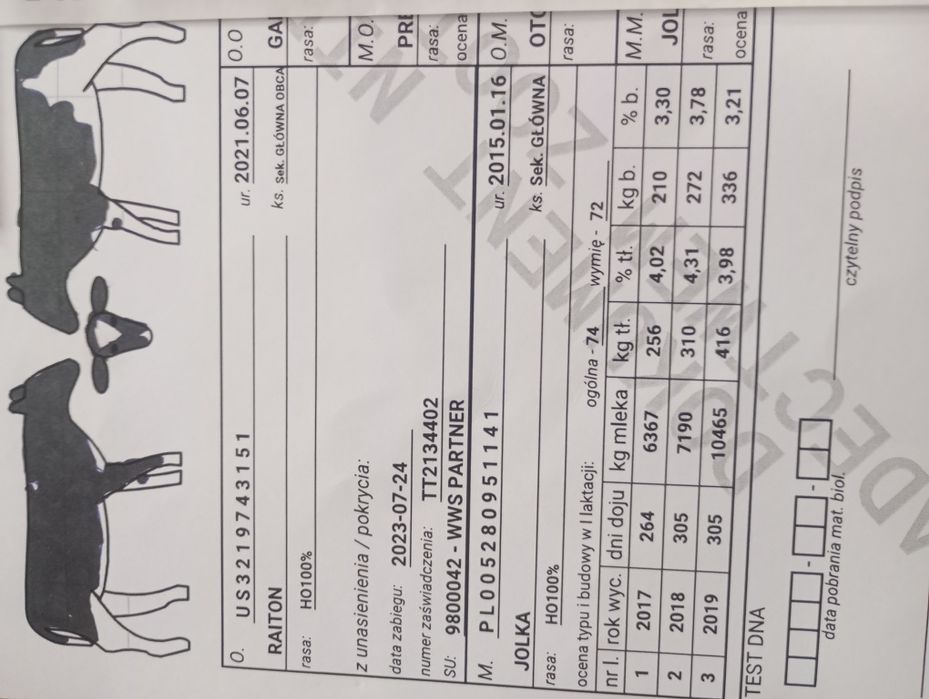 O. US3219743151 ur. 2021.06.07 O.O
RAITON ks. Sek. GŁÓWNA OBCA GA
rasa: HO100% rasa:
z unasienienia / pokrycia: M.O.
data zabiegu: 2023-07-24 PRE
numer zaświadczenia: TT2134402 rasa:
SU: 9800042 - WWS PARTNER ocena
M. PL005280951141 ur. 2015.01.16 O.M.
JOLKA ks. Sek. GŁÓWNA OTO
rasa: HO100% rasa:
ocena typu i budowy w I laktacji: ogólna - 74 wymię - 72
nr l. rok wyc. dni doju kg mleka kg tł. % tł. kg b. % b. M.M.
1 2017 264 6367 256 4,02 210 3,30 JOL
2 2018 305 7190 310 4,31 272 3,78 rasa:
3 2019 305 10465 416 3,98 336 3,21 ocena
TEST DNA
- -
data pobrania mat. biol. czytelny podpis
DOKUMENT